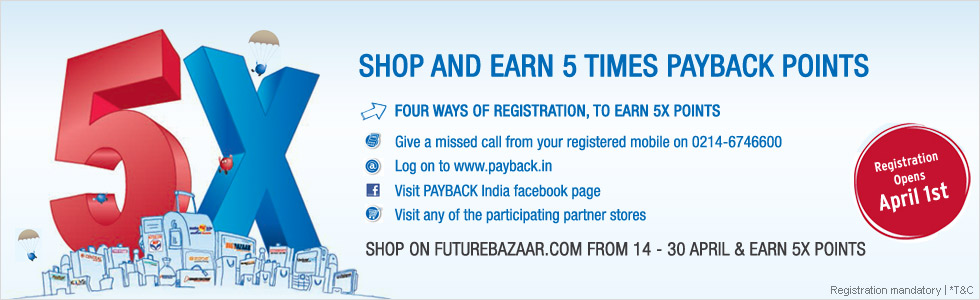 5X
SHOP AND EARN 5 TIMES PAYBACK POINTS
FOUR WAYS OF REGISTRATION, TO EARN 5X POINTS
Give a missed call from your registered mobile on 0214-6746600
Log on to www.payback.in
Visit PAYBACK India facebook page
Visit any of the participating partner stores
SHOP ON FUTUREBAZAAR.COM FROM 14 - 30 APRIL & EARN 5X POINTS
Registration
Opens
April 1st
BIG BAZAAR
Registration mandatory | *T&C